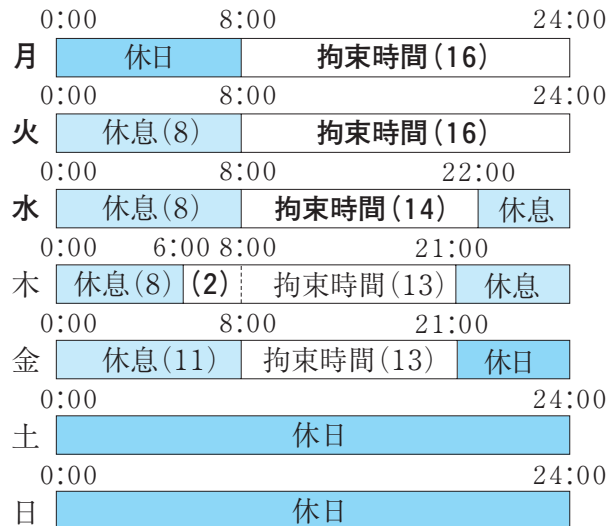 0:00 8:00 24:00
月 休日 拘束時間(16)
0:00 8:00 24:00
火 休息(8) 拘束時間(16)
0:00 8:00 22:00
水 休息(8) 拘束時間(14) 休息
0:00 6:00 8:00 21:00
木 休息(8) (2) 拘束時間(13) 休息
0:00 8:00 21:00
金 休息(11) 拘束時間(13) 休日
0:00 24:00
土 休日
0:00 24:00
日 休日